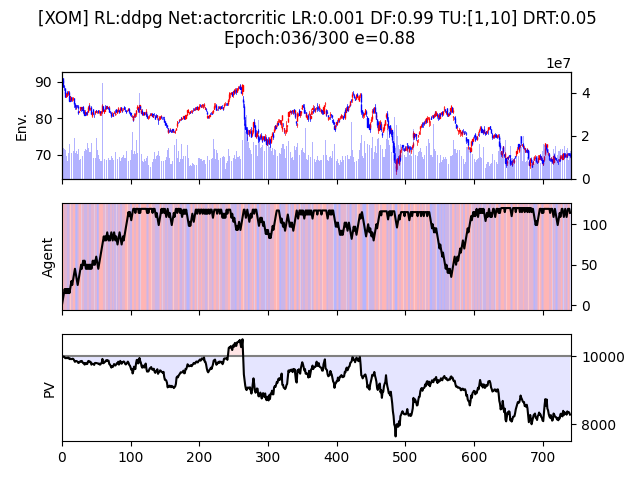 [XOM] RL:ddpg Net:actorcritic LR:0.001 DF:0.99 TU:[1,10] DRT:0.05
Epoch:036/300 e=0.88
1e7
Env.
90
80
70
4
2
0
Agent
100
50
0
PV
10000
8000
0 100 200 300 400 500 600 700